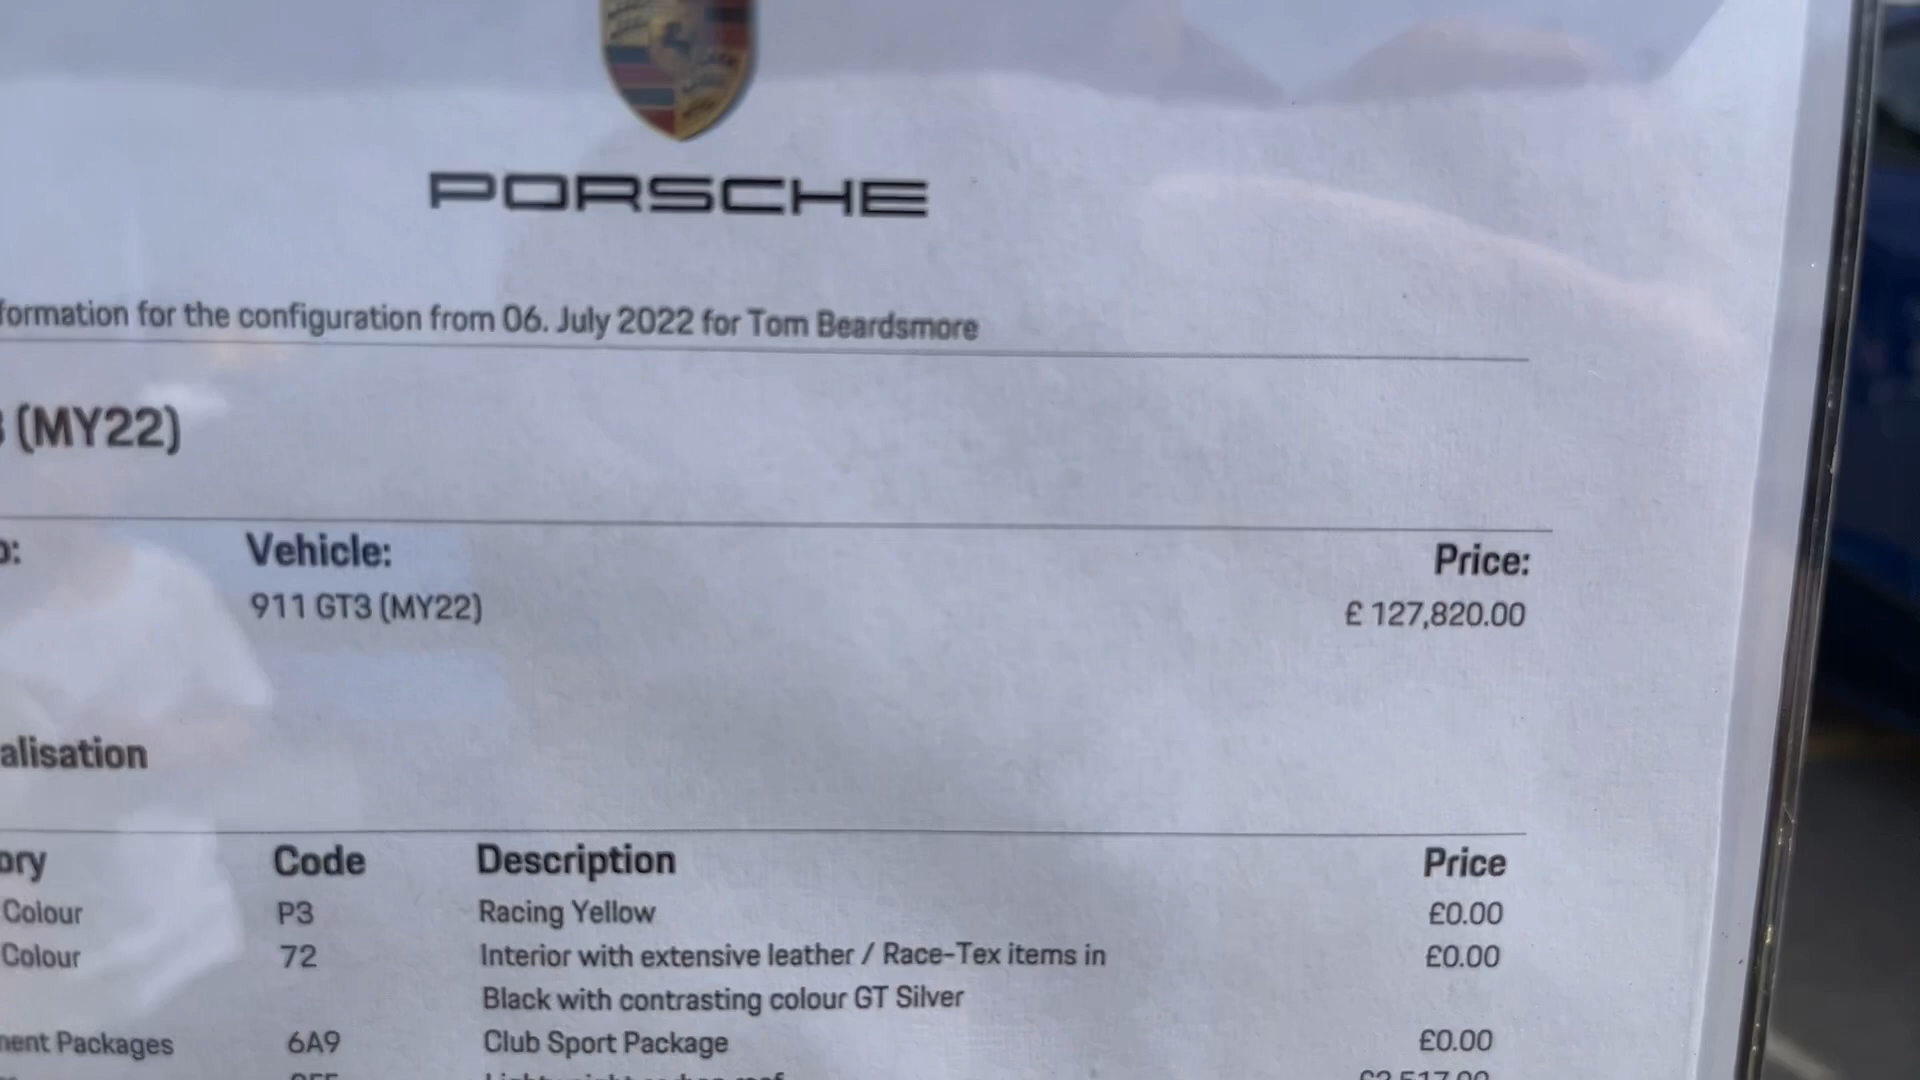 PORSCHE
formation for the configuration from 06. July 2022 for Tom Beardsmore
(MY22)
Vehicle: Price:
911 GT3 (MY22) £ 127,820.00
alisation
ory Code Description Price
Colour P3 Racing Yellow £0.00
Colour 72 Interior with extensive leather / Race-Tex items in £0.00
Black with contrasting colour GT Silver
nent Packages 6A9 Club Sport Package £0.00